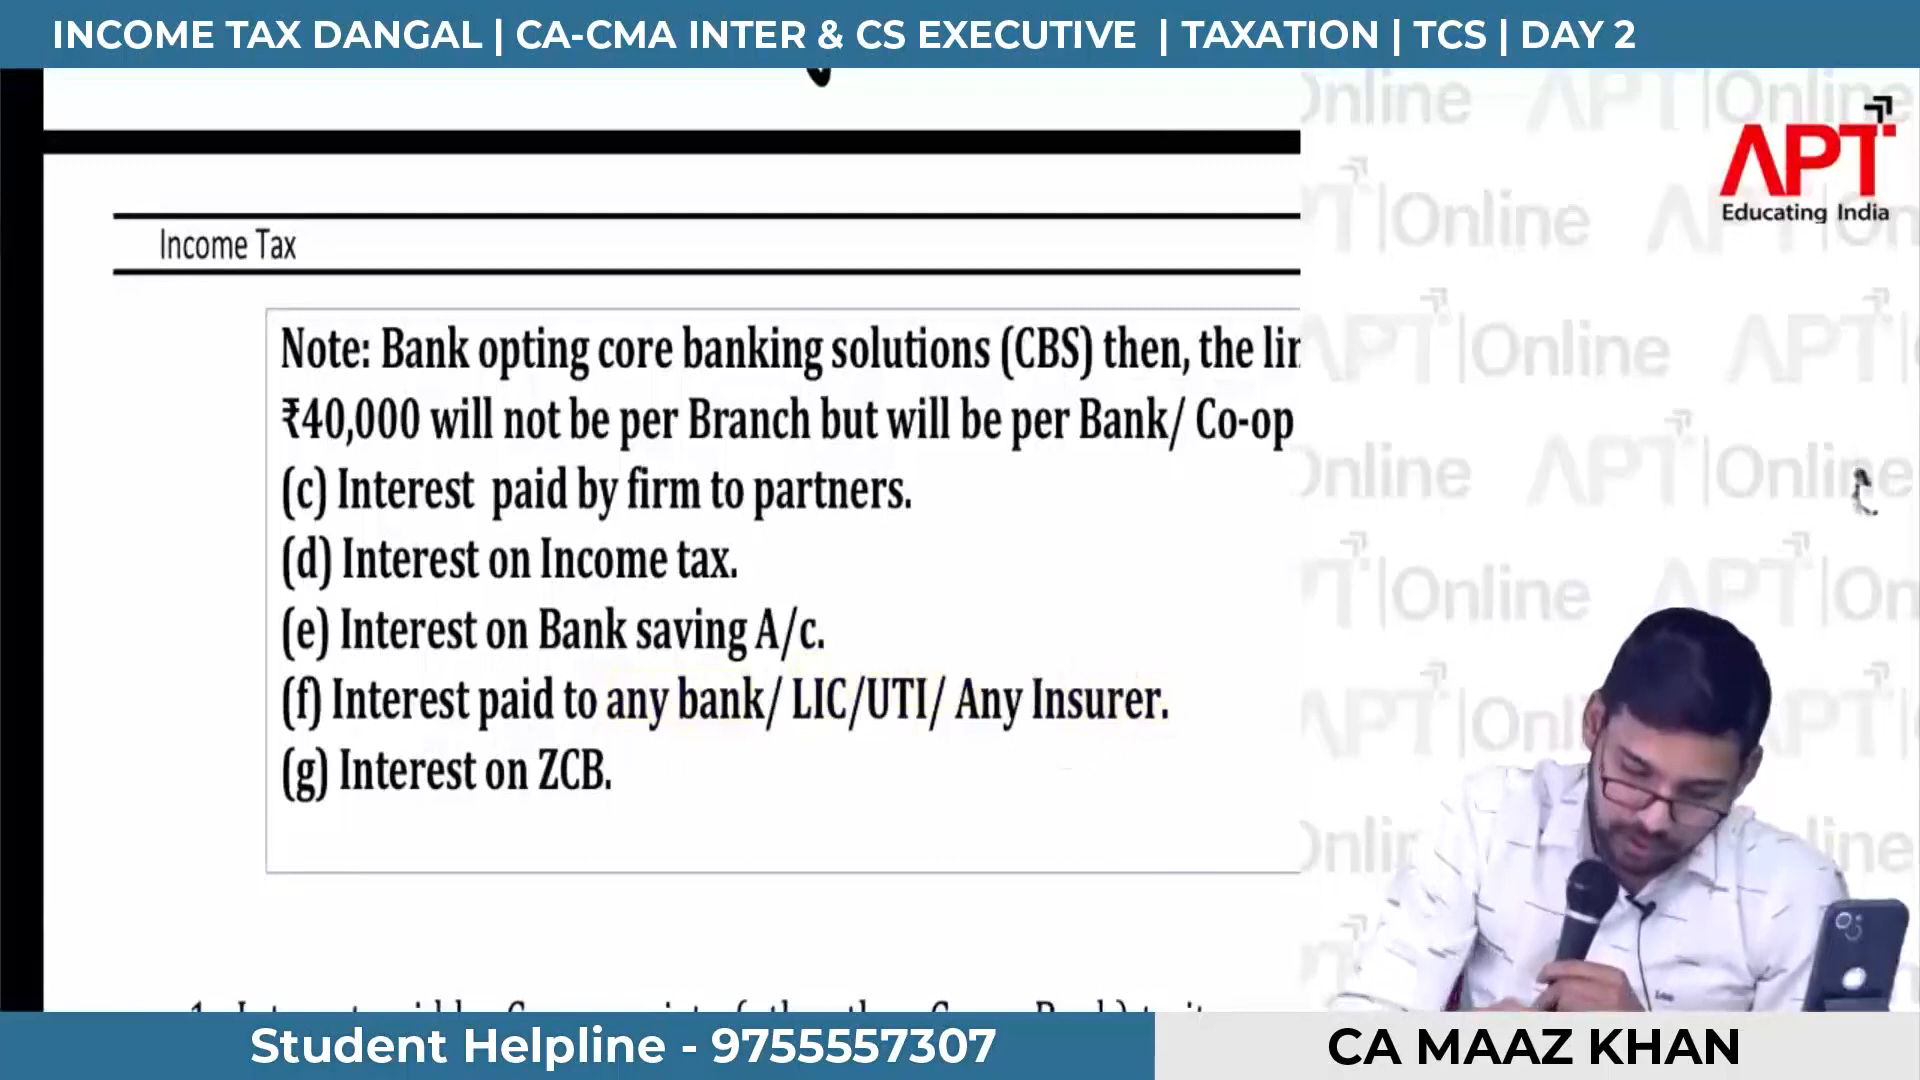 INCOME TAX DANGAL | CA-CMA INTER & CS EXECUTIVE | TAXATION | TCS | DAY 2
APT
Educating India
Income Tax
Note: Bank opting core banking solutions (CBS) then, the
₹40,000 will not be per Branch but will be per Bank/ Co-op
(c) Interest paid by firm to partners.
(d) Interest on Income tax.
(e) Interest on Bank saving A/c.
(f) Interest paid to any bank/ LIC/UTI/ Any Insurer.
(g) Interest on ZCB.
Student Helpline - 9755557307
CA MAAZ KHAN